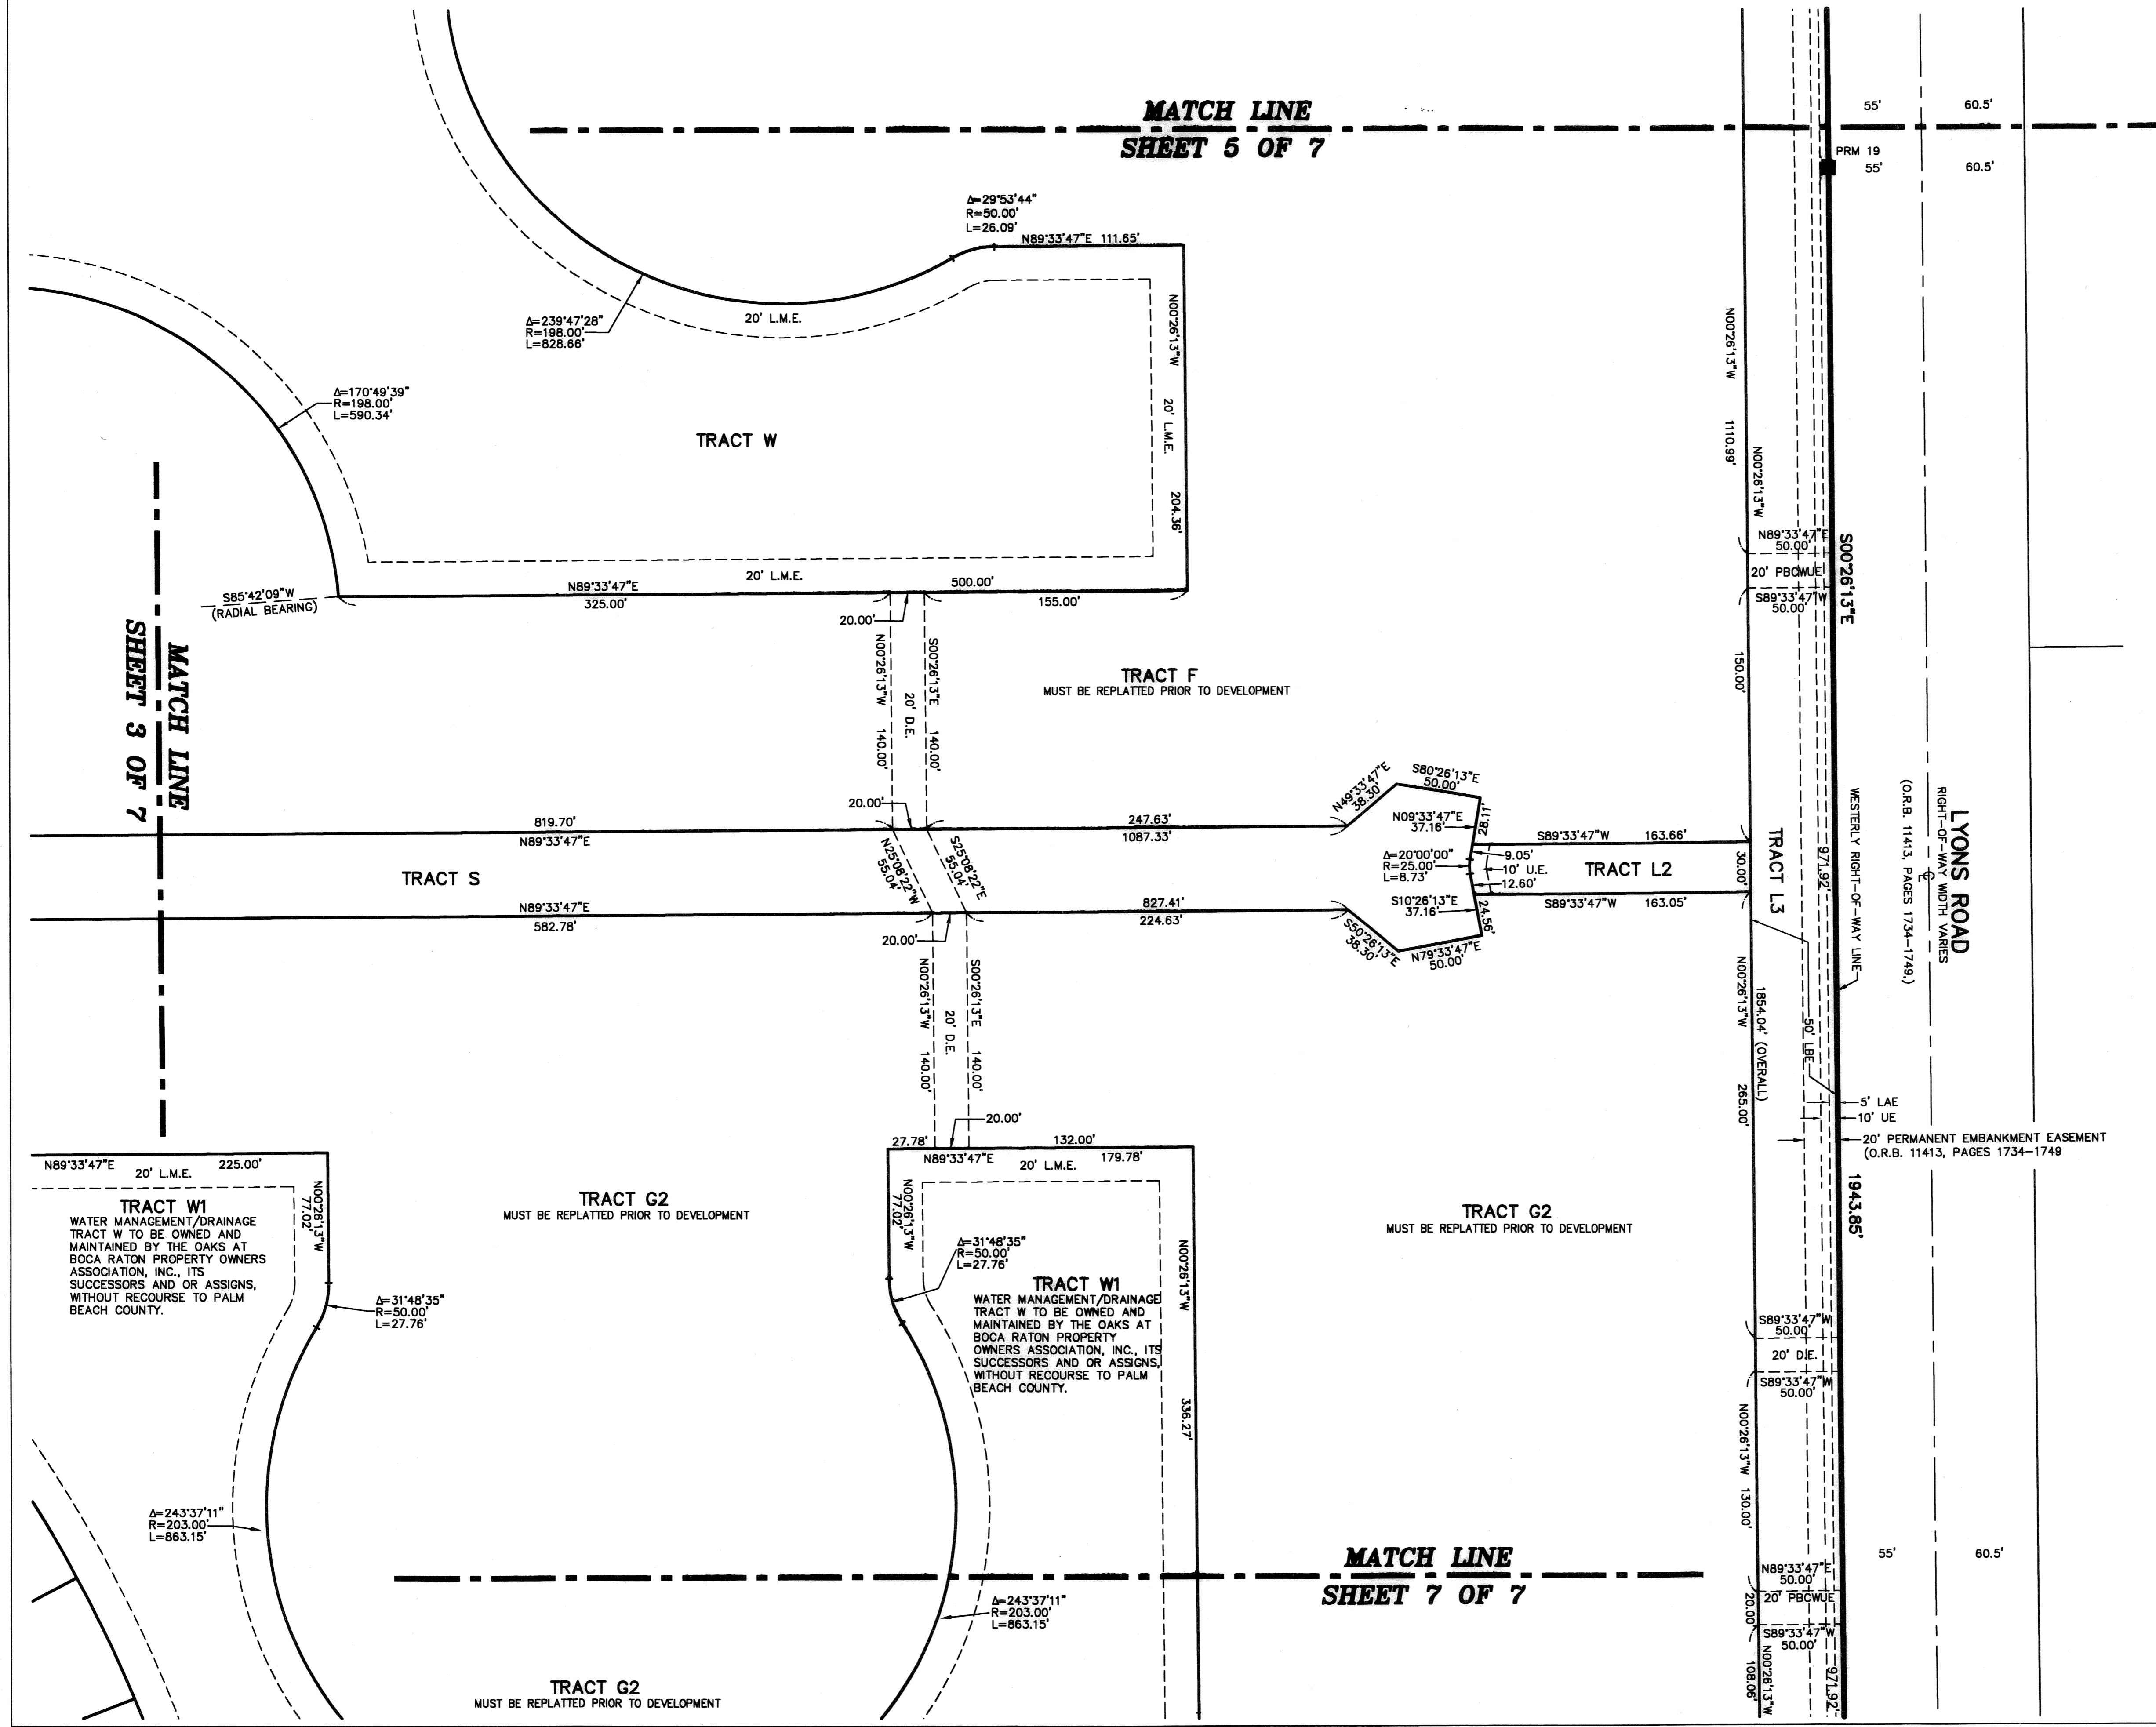 MATCH LINE
SHEET 5 OF 7
55'
60.5'
PRM 19
55'
60.5'
Δ=29°53'44"
R=50.00'
L=26.09'
N89°33'47"E 111.65'
20' L.M.E.
Δ=239°47'28"
R=198.00'
L=828.66'
N00°26'13"W
20' L.M.E.
204.36'
Δ=170°49'39"
R=198.00'
L=590.34'
TRACT W
N00°26'13"W
1110.99'
N00°26'13"W
N89°33'47"E
50.00'
20' PBCWUE
S89°33'47"W
50.00'
S00°26'13"E
20' L.M.E.
N89°33'47"E
500.00'
325.00'
155.00'
S85°42'09"W
(RADIAL BEARING)
20.00'
MATCH LINE
SHEET 3 OF 7
N00°26'13"W
140.00'
20' D.E.
S00°26'13"E
140.00'
TRACT F
MUST BE REPLATTED PRIOR TO DEVELOPMENT
150.00'
20.00'
819.70'
N89°33'47"E
247.63'
1087.33'
N49°33'47"E
38.30'
S80°26'13"E
50.00'
N09°33'47"E
37.16'
28.11'
S89°33'47"W 163.66'
Δ=20°00'00"
R=25.00'
L=8.73'
9.05'
10' U.E.
12.60'
TRACT L2
30.00'
TRACT L3
971.92'
S10°26'13"E
37.16'
24.56'
S89°33'47"W 163.05'
S50°26'13"E
38.30'
N79°33'47"E
50.00'
TRACT S
N25°08'22"W
55.04'
S25°08'22"E
55.04'
N89°33'47"E
582.78'
827.41'
224.63'
20.00'
LYONS ROAD
RIGHT-OF-WAY WIDTH VARIES
(O.R.B. 11413, PAGES 1734-1749,)
WESTERLY RIGHT-OF-WAY LINE
N00°26'13"W
140.00'
20' D.E.
S00°26'13"E
140.00'
20.00'
N00°26'13"W
265.00'
1854.04' (OVERALL)
50' LBE
5' LAE
10' UE
20' PERMANENT EMBANKMENT EASEMENT
(O.R.B. 11413, PAGES 1734-1749
1943.85'
N89°33'47"E
225.00'
20' L.M.E.
27.78'
132.00'
N89°33'47"E
179.78'
20' L.M.E.
N00°26'13"W
77.02'
TRACT W1
WATER MANAGEMENT/DRAINAGE
TRACT W TO BE OWNED AND
MAINTAINED BY THE OAKS AT
BOCA RATON PROPERTY OWNERS
ASSOCIATION, INC., ITS
SUCCESSORS AND OR ASSIGNS,
WITHOUT RECOURSE TO PALM
BEACH COUNTY.
TRACT G2
MUST BE REPLATTED PRIOR TO DEVELOPMENT
N00°26'13"W
77.02'
Δ=31°48'35"
R=50.00'
L=27.76'
TRACT W1
WATER MANAGEMENT/DRAINAGE
TRACT W TO BE OWNED AND
MAINTAINED BY THE OAKS AT
BOCA RATON PROPERTY
OWNERS ASSOCIATION, INC., ITS
SUCCESSORS AND OR ASSIGNS,
WITHOUT RECOURSE TO PALM
BEACH COUNTY.
N00°26'13"W
336.27'
TRACT G2
MUST BE REPLATTED PRIOR TO DEVELOPMENT
Δ=31°48'35"
R=50.00'
L=27.76'
S89°33'47"W
50.00'
20' D.E.
S89°33'47"W
50.00'
N00°26'13"W
130.00'
Δ=243°37'11"
R=203.00'
L=863.15'
MATCH LINE
SHEET 7 OF 7
55'
60.5'
N89°33'47"E
50.00'
20' PBCWUE
20.00'
S89°33'47"W
50.00'
N00°26'13"W
108.06'
971.92'
Δ=243°37'11"
R=203.00'
L=863.15'
TRACT G2
MUST BE REPLATTED PRIOR TO DEVELOPMENT